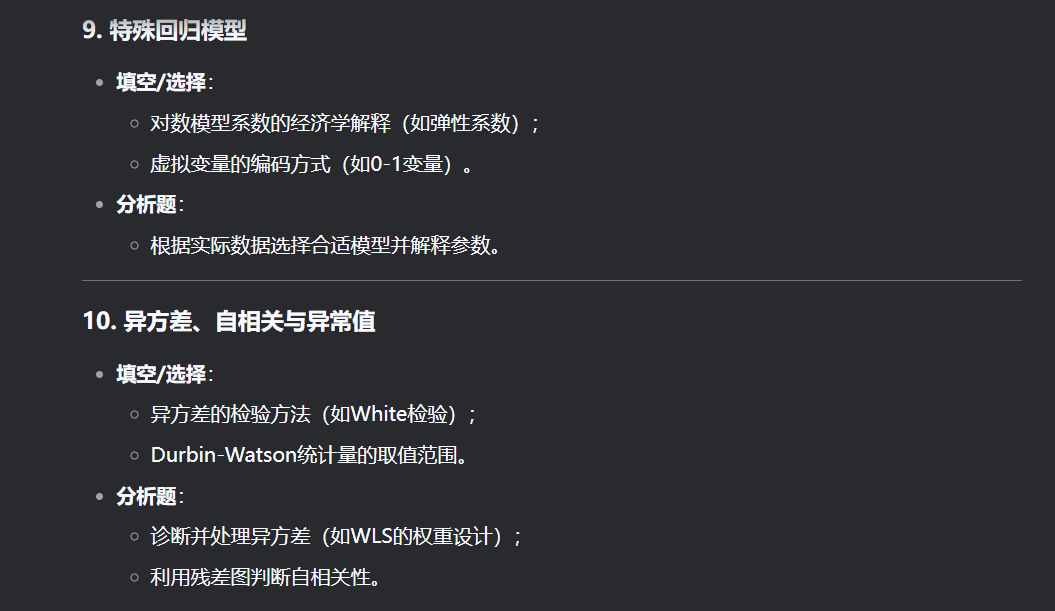 9. 特殊回归模型
填空/选择：
对数模型系数的经济学解释（如弹性系数）；
虚拟变量的编码方式（如0-1变量）。
分析题：
根据实际数据选择合适模型并解释参数。
10. 异方差、自相关与异常值
填空/选择：
异方差的检验方法（如White检验）；
Durbin-Watson统计量的取值范围。
分析题：
诊断并处理异方差（如WLS的权重设计）；
利用残差图判断自相关性。